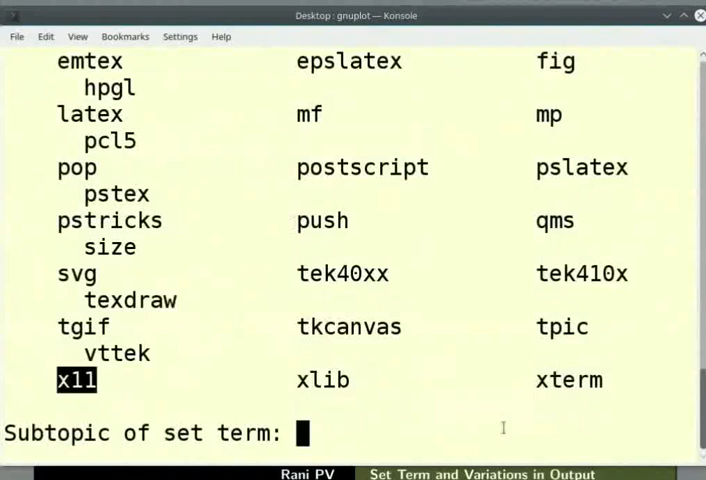 Desktop : gnuplot — Konsole
File Edit View Bookmarks Settings Help
emtex epslatex fig
hpgl
latex mf mp
pcl5
pop postscript pslatex
pstex
pstricks push qms
size
svg tek40xx tek410x
texdraw
tgif tkcanvas tpic
vttek
x11 xlib xterm
Subtopic of set term:
Rani PV Set Term and Variations in Output